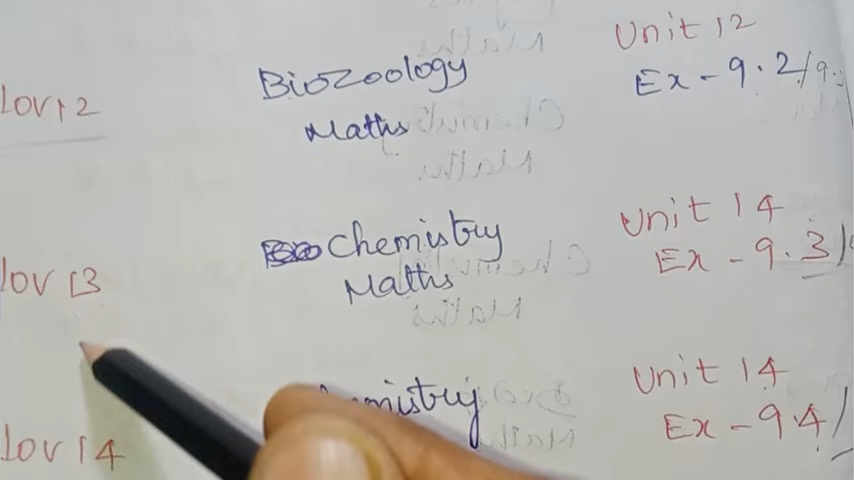 Unit 12
Nov 12 BioZoology Ex - 9.2/9.
Maths
Unit 14
Nov 13 Chemistry Ex - 9.3/
Maths
Unit 14
Nov 14 Ex - 9.4/